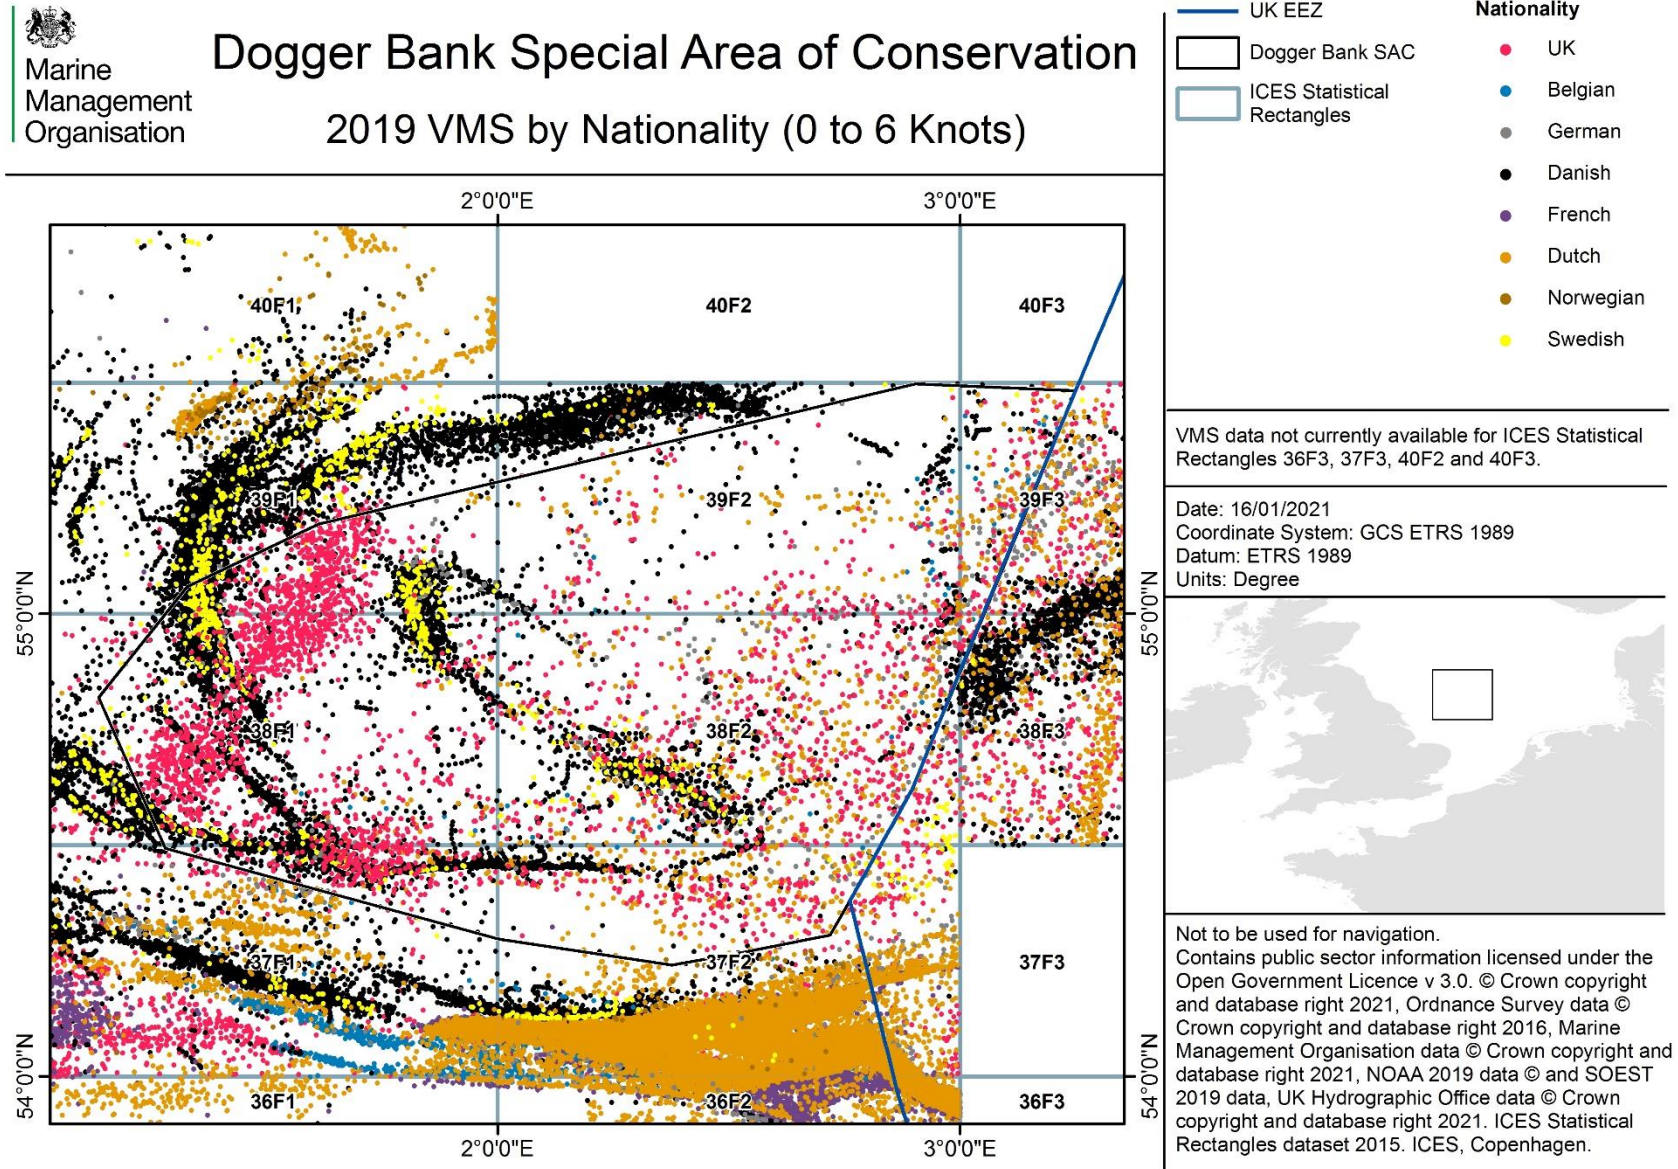 Marine
Management
Organisation
Dogger Bank Special Area of Conservation
2019 VMS by Nationality (0 to 6 Knots)
UK EEZ
Dogger Bank SAC
ICES Statistical
Rectangles
Nationality
UK
Belgian
German
Danish
French
Dutch
Norwegian
Swedish
2°0'0"E
3°0'0"E
40F1
40F2
40F3
39F1
39F2
39F3
55°0'0"N
55°0'0"N
38F1
38F2
38F3
37F1
37F2
37F3
54°0'0"N
54°0'0"N
36F1
36F2
36F3
2°0'0"E
3°0'0"E
VMS data not currently available for ICES Statistical
Rectangles 36F3, 37F3, 40F2 and 40F3.
Date: 16/01/2021
Coordinate System: GCS ETRS 1989
Datum: ETRS 1989
Units: Degree
Not to be used for navigation.
Contains public sector information licensed under the
Open Government Licence v 3.0. © Crown copyright
and database right 2021, Ordnance Survey data ©
Crown copyright and database right 2016, Marine
Management Organisation data © Crown copyright and
database right 2021, NOAA 2019 data © and SOEST
2019 data, UK Hydrographic Office data © Crown
copyright and database right 2021. ICES Statistical
Rectangles dataset 2015. ICES, Copenhagen.